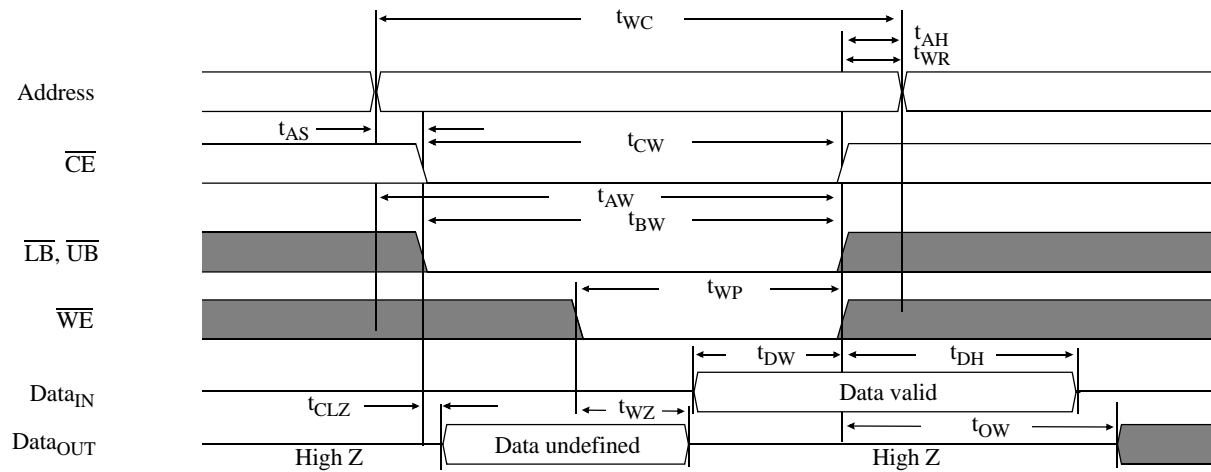 tWC
tAH
tWR
Address
tAS
tCW
CE
tAW
tBW
LB, UB
tWP
WE
tDW tDH
DataIN Data valid
tCLZ tWZ
DataOUT Data undefined tOW
High Z High Z